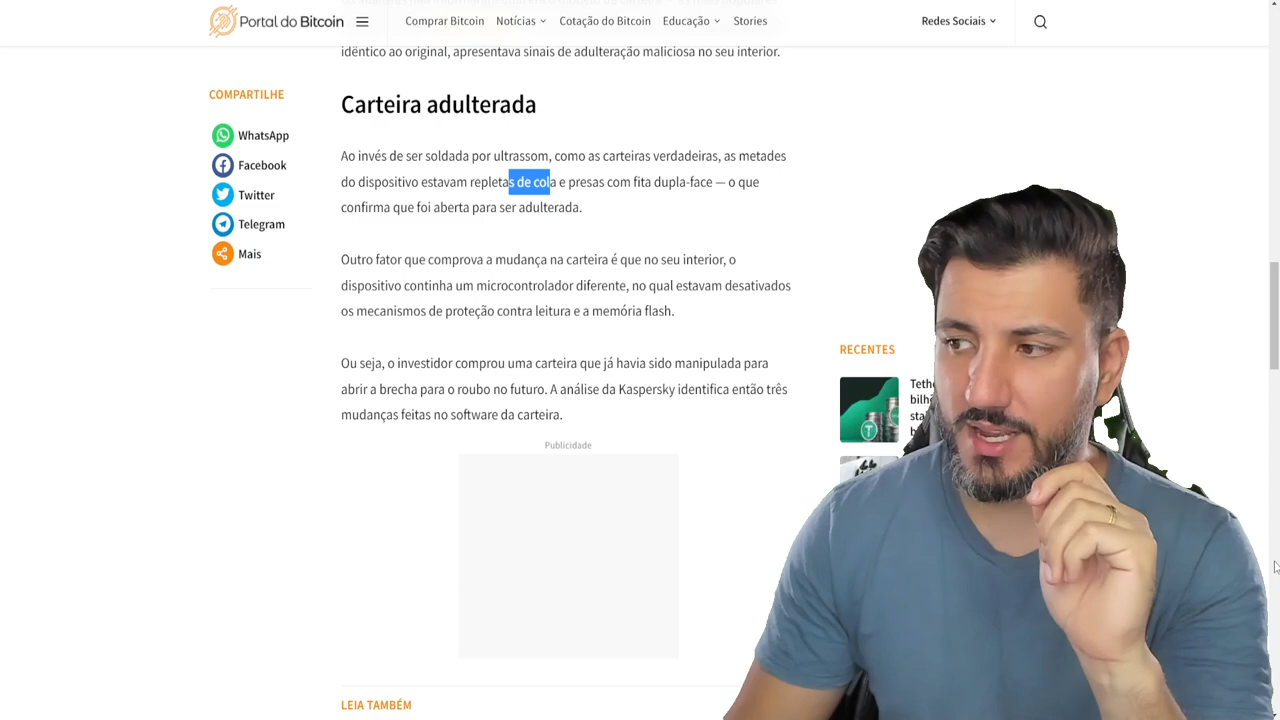 Portal do Bitcoin
Comprar Bitcoin
Notícias
Cotação do Bitcoin
Educação
Stories
Redes Sociais
idêntico ao original, apresentava sinais de adulteração maliciosa no seu interior.
COMPARTILHE
WhatsApp
Facebook
Twitter
Telegram
Mais
Carteira adulterada
Ao invés de ser soldada por ultrassom, como as carteiras verdadeiras, as metades
do dispositivo estavam repletas de cola e presas com fita dupla-face — o que
confirma que foi aberta para ser adulterada.
Outro fator que comprova a mudança na carteira é que no seu interior, o
dispositivo continha um microcontrolador diferente, no qual estavam desativados
os mecanismos de proteção contra leitura e a memória flash.
Ou seja, o investidor comprou uma carteira que já havia sido manipulada para
abrir a brecha para o roubo no futuro. A análise da Kaspersky identifica então três
mudanças feitas no software da carteira.
Publicidade
LEIA TAMBÉM
RECENTES